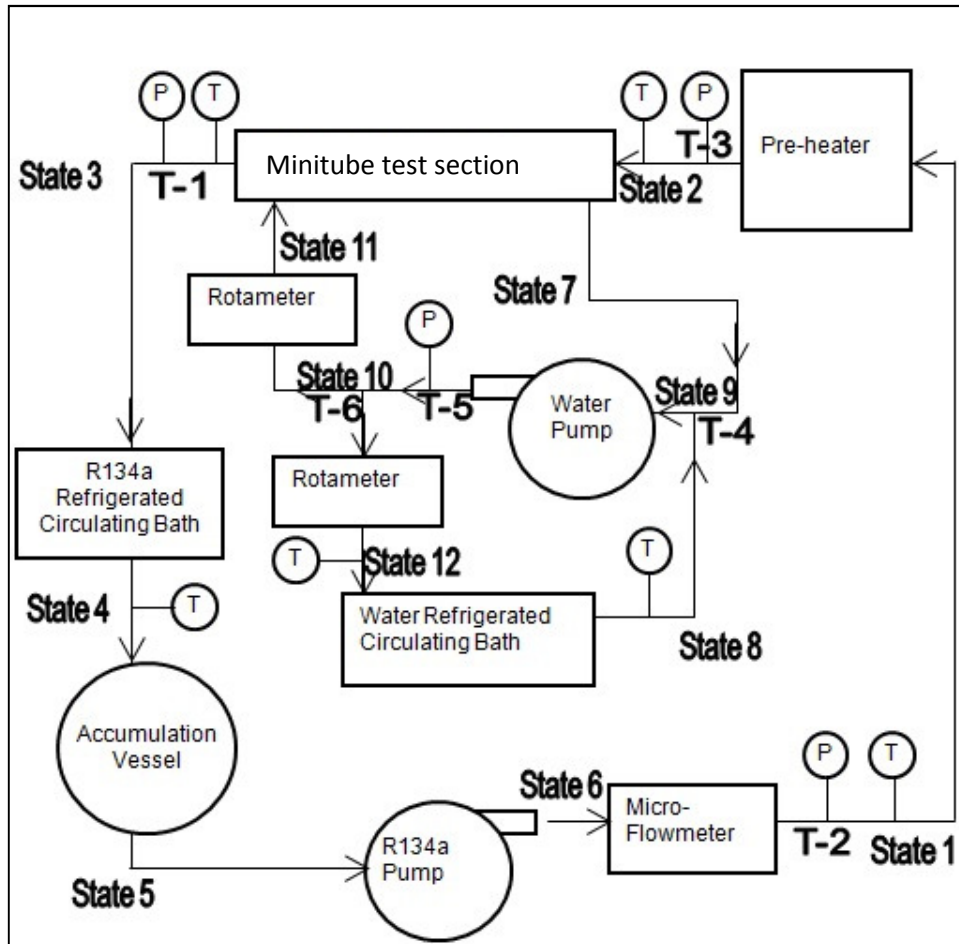 P
T
T
P
T-3
Pre-heater
State 3
T-1
Minitube test section
State 2
State 11
State 7
Rotameter
P
State 10
T-6
T-5
Water
Pump
State 9
T-4
R134a
Refrigerated
Circulating Bath
Rotameter
T
State 12
T
State 4
T
Water Refrigerated
Circulating Bath
State 8
Accumulation
Vessel
State 6
Micro-
Flowmeter
P
T
T-2
State 1
R134a
Pump
State 5